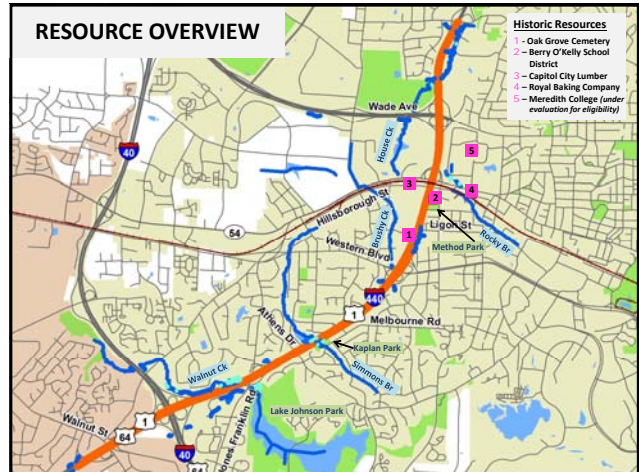 RESOURCE OVERVIEW
Historic Resources
1 - Oak Grove Cemetery
2 – Berry O'Kelly School
District
3 – Capitol City Lumber
4 – Royal Baking Company
5 – Meredith College (under
evaluation for eligibility)
Wade Ave
40
House Ck
5
3
4
2
Hillsborough St
54
Brushy Ck
Ligon St
1
Rocky Br
Western Blvd
Method Park
440
1
Melbourne Rd
Athens Dr
Kaplan Park
Walnut Ck
Simmons Br
Lake Johnson Park
Jones Franklin Rd
Walnut St
1
64
40